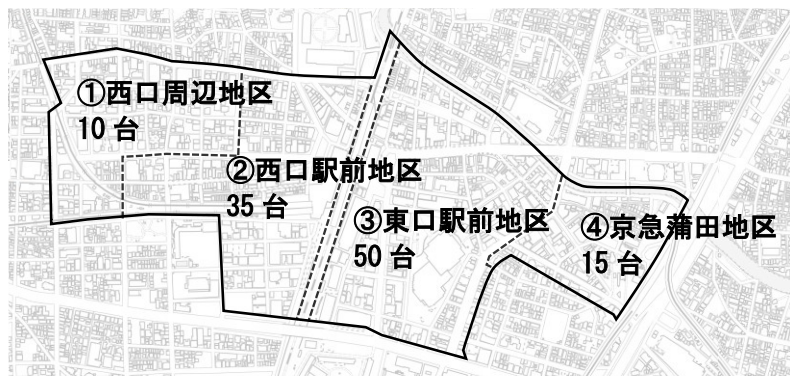 ①西口周辺地区
10 台
②西口駅前地区
35 台
③東口駅前地区
50 台
④京急蒲田地区
15 台